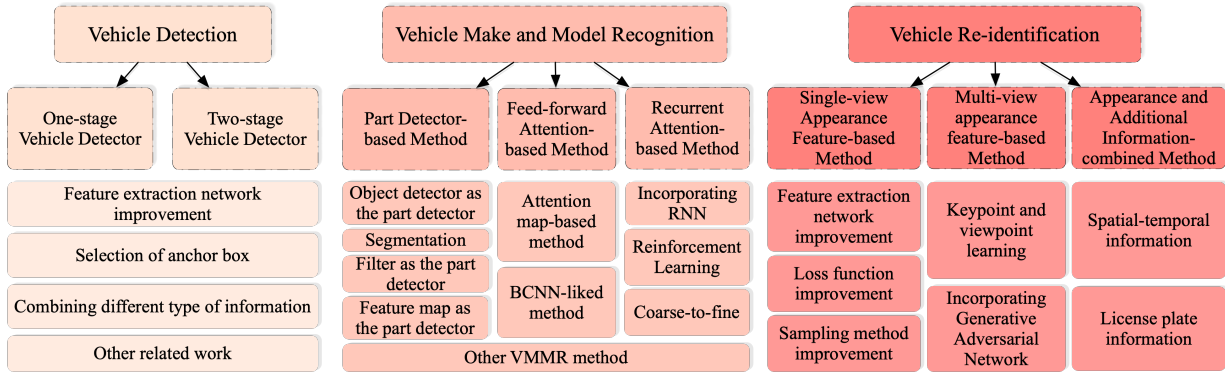 Vehicle Detection
One-stage
Vehicle Detector
Two-stage
Vehicle Detector
Feature extraction network
improvement
Selection of anchor box
Combining different type of information
Other related work
Vehicle Make and Model Recognition
Part Detector-
based Method
Feed-forward
Attention-
based Method
Recurrent
Attention-
based Method
Object detector as
the part detector
Segmentation
Filter as the part
detector
Feature map as
the part detector
Attention
map-based
method
BCNN-liked
method
Incorporating
RNN
Reinforcement
Learning
Coarse-to-fine
Other VMMR method
Vehicle Re-identification
Single-view
Appearance
Feature-based
Method
Multi-view
appearance
feature-based
Method
Appearance and
Additional
Information-
combined Method
Feature extraction
network
improvement
Loss function
improvement
Sampling method
improvement
Keypoint and
viewpoint
learning
Incorporating
Generative
Adversarial
Network
Spatial-temporal
information
License plate
information